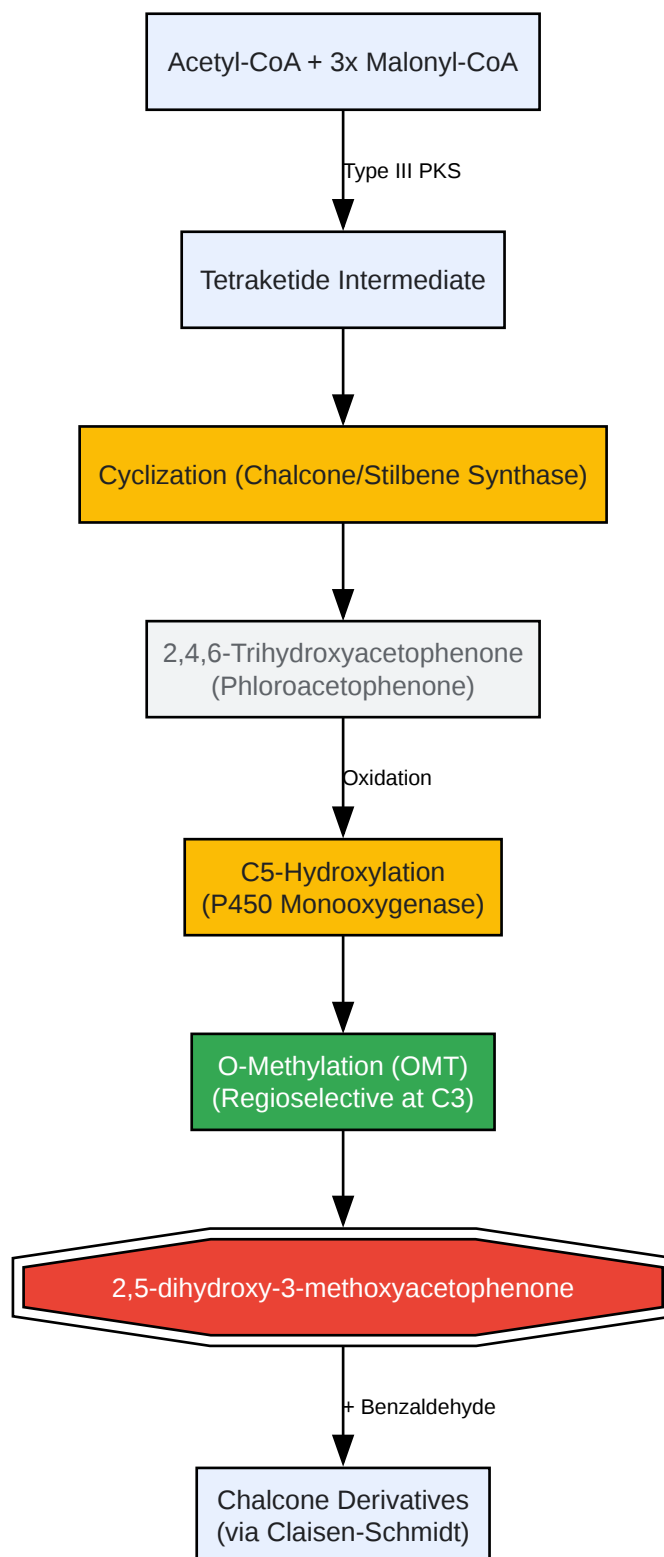 Acetyl-CoA + 3x Malonyl-CoA
Type III PKS
Tetraketide Intermediate
Cyclization (Chalcone/Stilbene Synthase)
2,4,6-Trihydroxyacetophenone
(Phloroacetophenone)
Oxidation
C5-Hydroxylation
(P450 Monooxygenase)
O-Methylation (OMT)
(Regioselective at C3)
2,5-dihydroxy-3-methoxyacetophenone
+ Benzaldehyde
Chalcone Derivatives
(via Claisen-Schmidt)